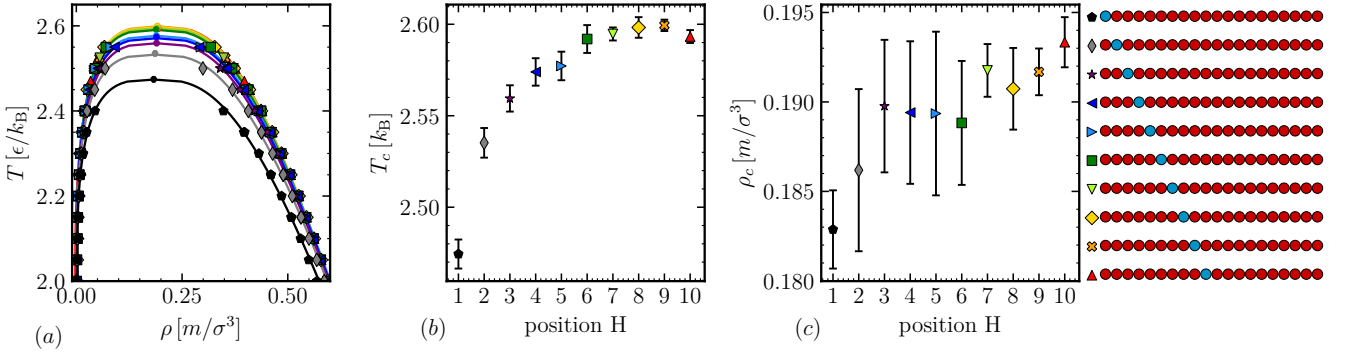 2.6
2.5
2.4
2.3
2.2
2.1
2.0
T [ϵ/k_B]
0.00
0.25
0.50
ρ [m/σ³]
(a)
2.60
2.55
2.50
T_c [k_B]
1 2 3 4 5 6 7 8 9 10
position H
(b)
0.195
0.190
0.185
0.180
ρ_c [m/σ³]
1 2 3 4 5 6 7 8 9 10
position H
(c)